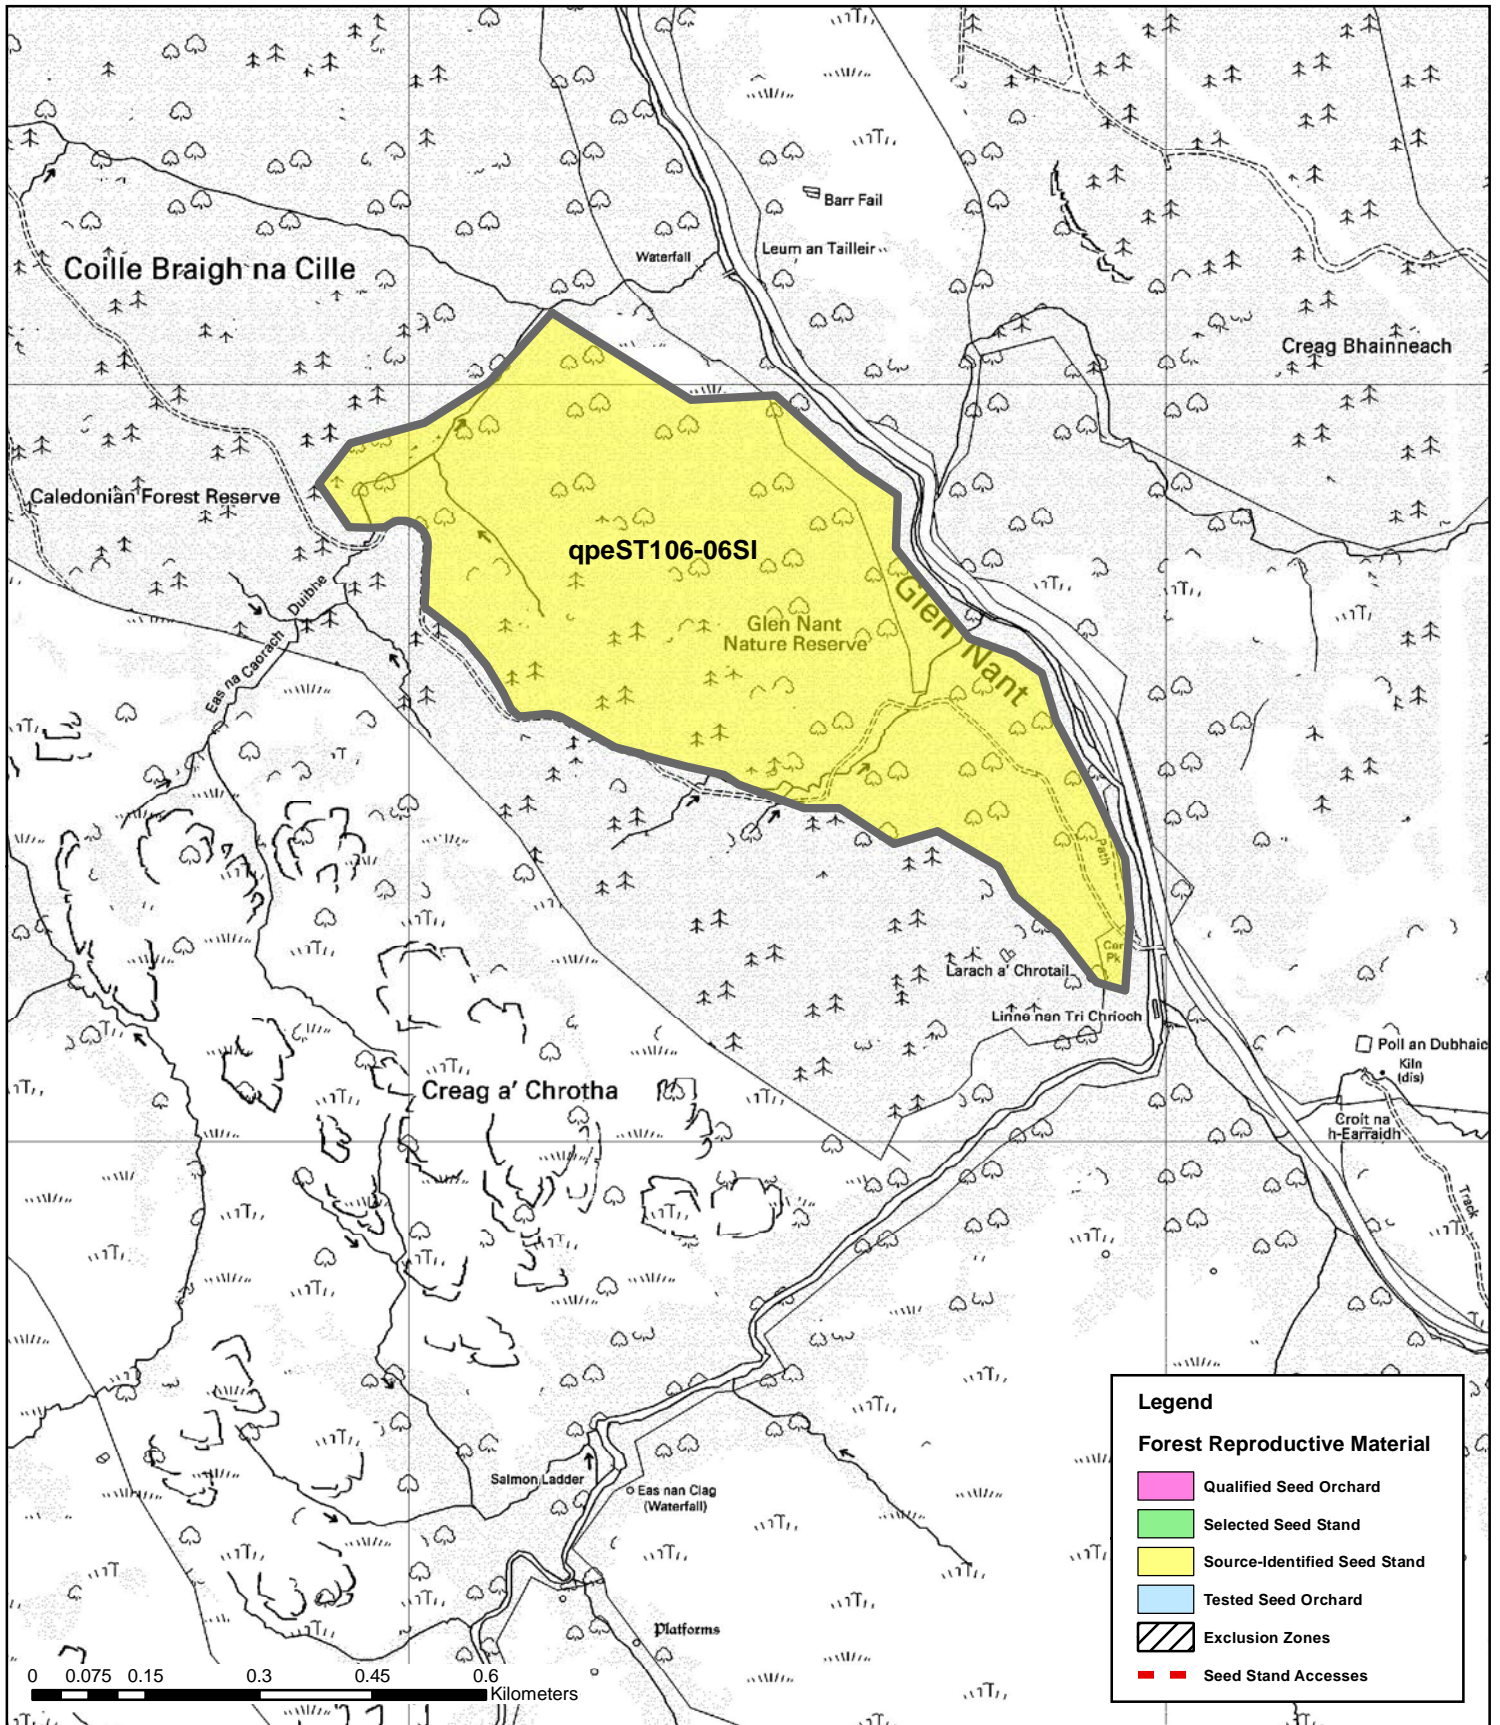 Barr Fail
Leum an Tailleir
Waterfall
Coille Braigh na Cille
Creag Bhainneach
Caledonian Forest Reserve
qpeST106-06SI
Glen Nant
Duibhe
Eas na Caorach
Glen Nant
Nature Reserve
Path
Car
Pk
Larach a' Chrotail
Linne nan Tri Chrioch
Poll an Dubhaic
Kiln
(dis)
Creag a' Chrotha
Croit na
h-Earraidh
Track
Salmon Ladder
Eas nan Clag
(Waterfall)
Platforms
Legend
Forest Reproductive Material
Qualified Seed Orchard
Selected Seed Stand
Source-Identified Seed Stand
Tested Seed Orchard
Exclusion Zones
Seed Stand Accesses
0 0.075 0.15 0.3 0.45 0.6
Kilometers